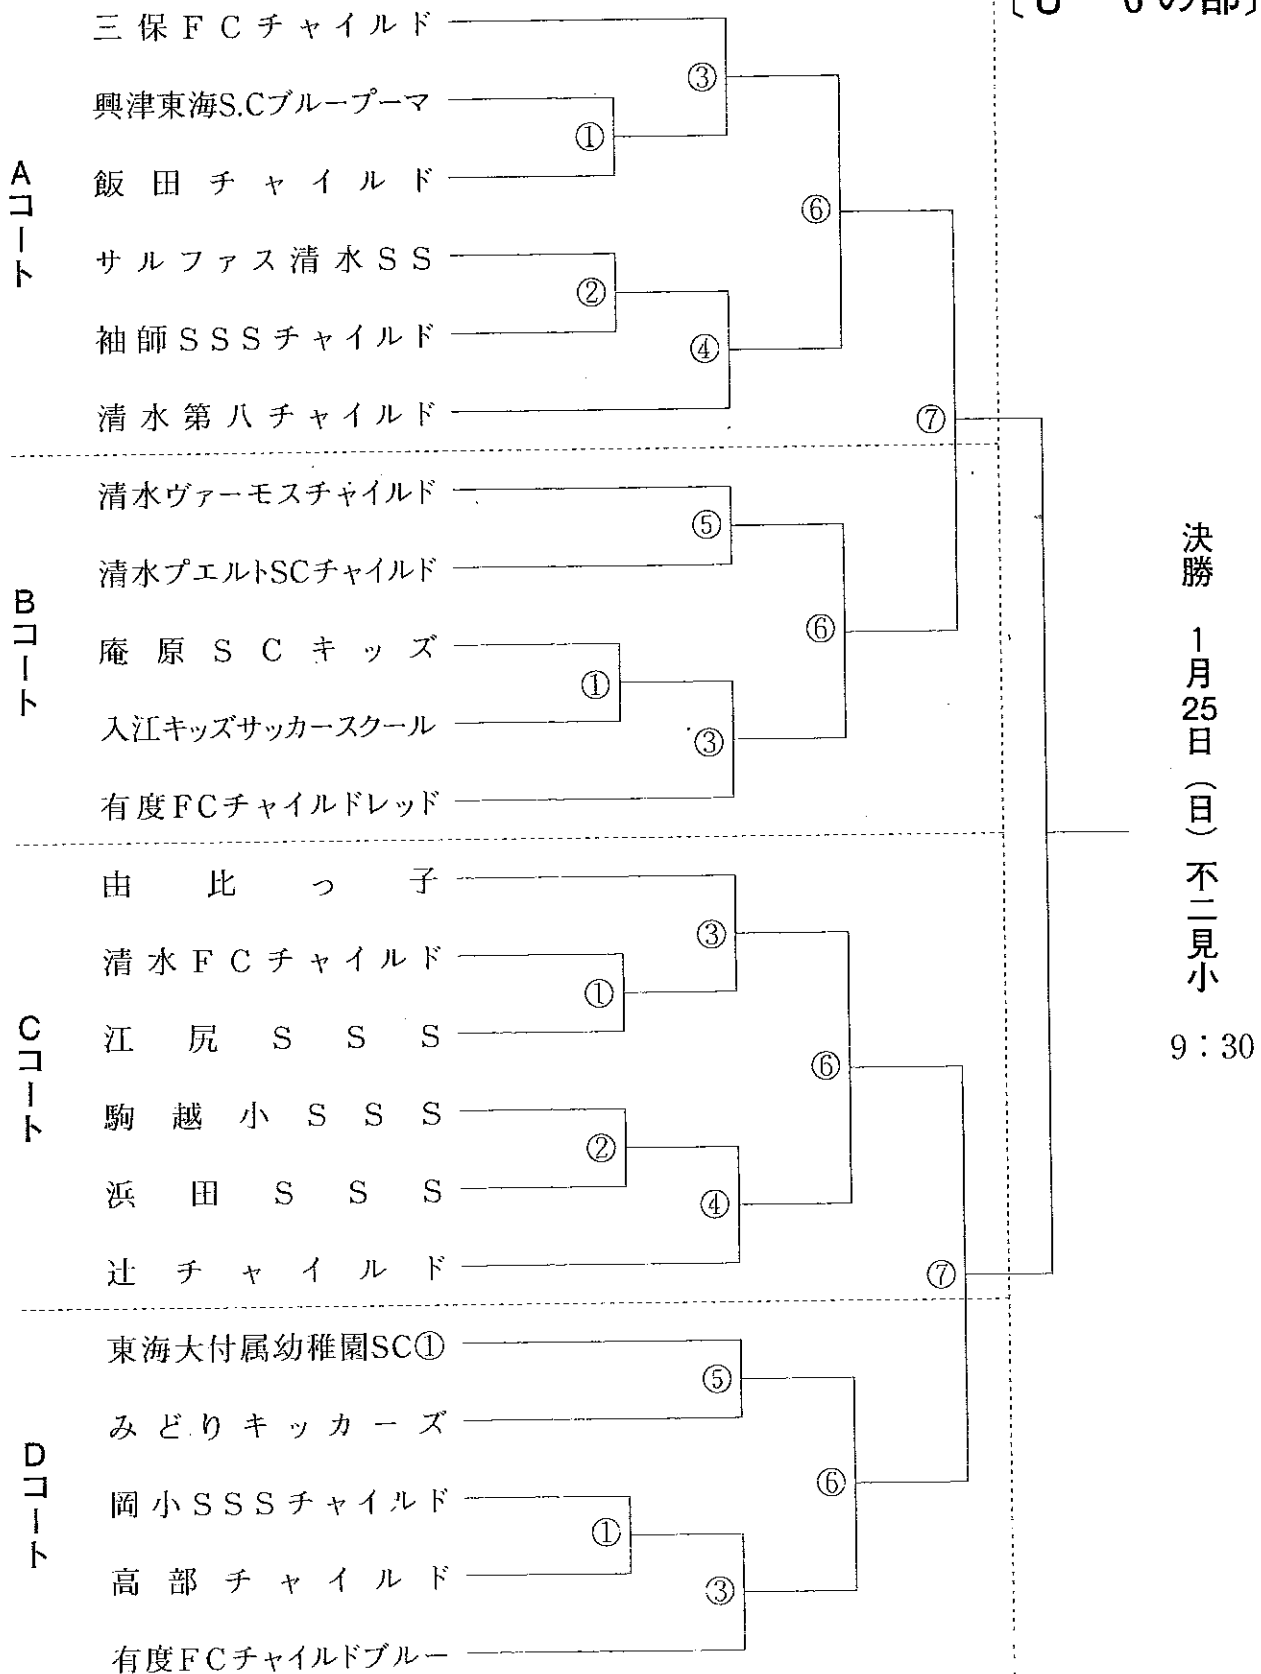 〔U－6の部〕
Aコート
三保FCチャイルド
③
興津東海S.Cブループーマ
①
飯田チャイルド
⑥
サルファス清水SS
②
袖師SSSチャイルド
④
清水第八チャイルド
⑦
Bコート
清水ヴァーモスチャイルド
⑤
清水プエルトSCチャイルド
⑥
庵原SCキッズ
①
入江キッズサッカースクール
③
有度FCチャイルドレッド
決勝 1月25日(日) 不二見小 9:30
Cコート
由比っ子
③
清水FCチャイルド
①
江尻SSS
⑥
駒越小SSS
②
浜田SSS
④
辻チャイルド
⑦
Dコート
東海大付属幼稚園SC①
⑤
みどりキッカーズ
⑥
岡小SSSチャイルド
①
高部チャイルド
③
有度FCチャイルドブルー